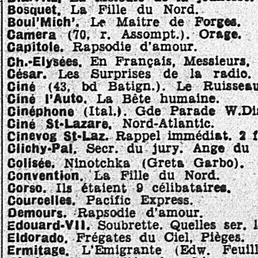 Bosquet, La Fille du Nord.
Boul'Mich'. Le Maitre de Forges.
Camera (70, r. Assompt.). Orage.
Capitole. Rapsodie d'amour.
Ch.-Elysées. En Français, Messieurs.
César. Les Surprises de la radio.
Ciné (43, bd Batign.). Le Ruisseau
Ciné l'Auto. La Bête humaine.
Cinéphone (Ital.). Gde Parade W.Di
Ciné St-Lazare. Nord-Atlantic.
Cinevog St-Laz. Rappel immédiat. 2 f
Clichy-Pal. Secr. du jury. Ange du
Colisée. Ninotchka (Greta Garbo).
Convention. La Fille du Nord.
Corso. Ils étaient 9 célibataires.
Courcelles. Pacific Express.
Demours. Rapsodie d'amour.
Edouard-VII. Soubrette. Quelles ser. l
Eldorado. Frégates du Ciel, Pièges.
Ermitage. L'Emigrante (Edw. Feuill